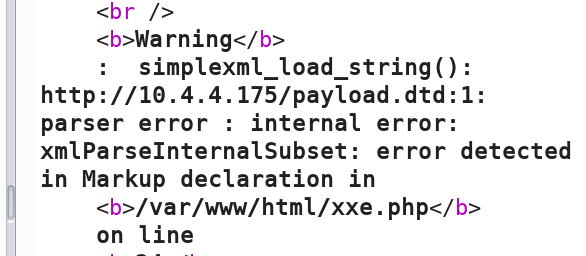 <br />
<b>Warning</b>
:  simplexml_load_string():
http://10.4.4.175/payload.dtd:1:
parser error : internal error:
xmlParseInternalSubset: error detected
in Markup declaration in
<b>/var/www/html/xxe.php</b>
on line